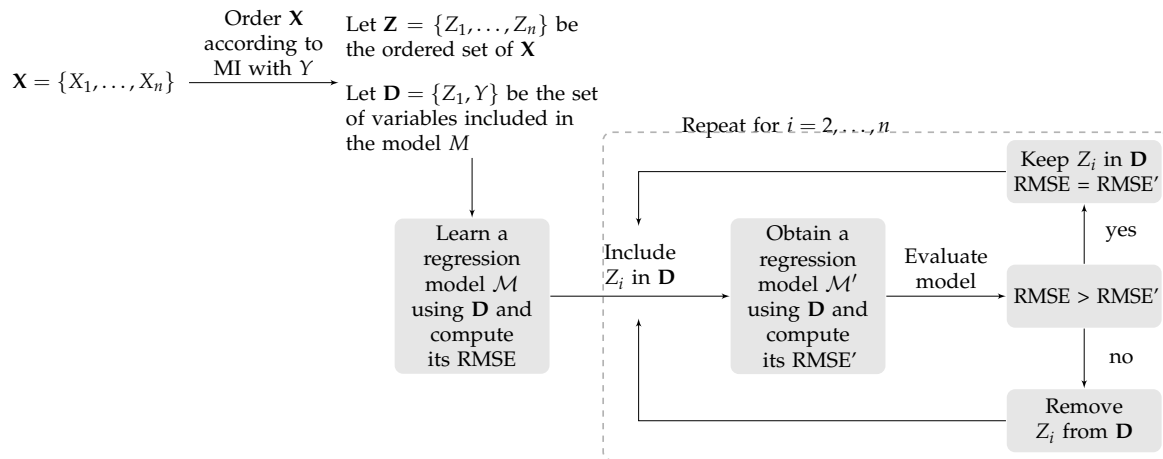 X = {X₁, . . . , Xₙ}
Order X
according to
MI with Y
Let Z = {Z₁, . . . , Zₙ} be
the ordered set of X
Let D = {Z₁, Y} be the set
of variables included in
the model M
Learn a
regression
model ℳ
using D and
compute
its RMSE
Repeat for i = 2, . . . , n
Include
Zᵢ in D
Obtain a
regression
model ℳ′
using D and
compute
its RMSE′
Evaluate
model
RMSE > RMSE′
yes
Keep Zᵢ in D
RMSE = RMSE′
no
Remove
Zᵢ from D